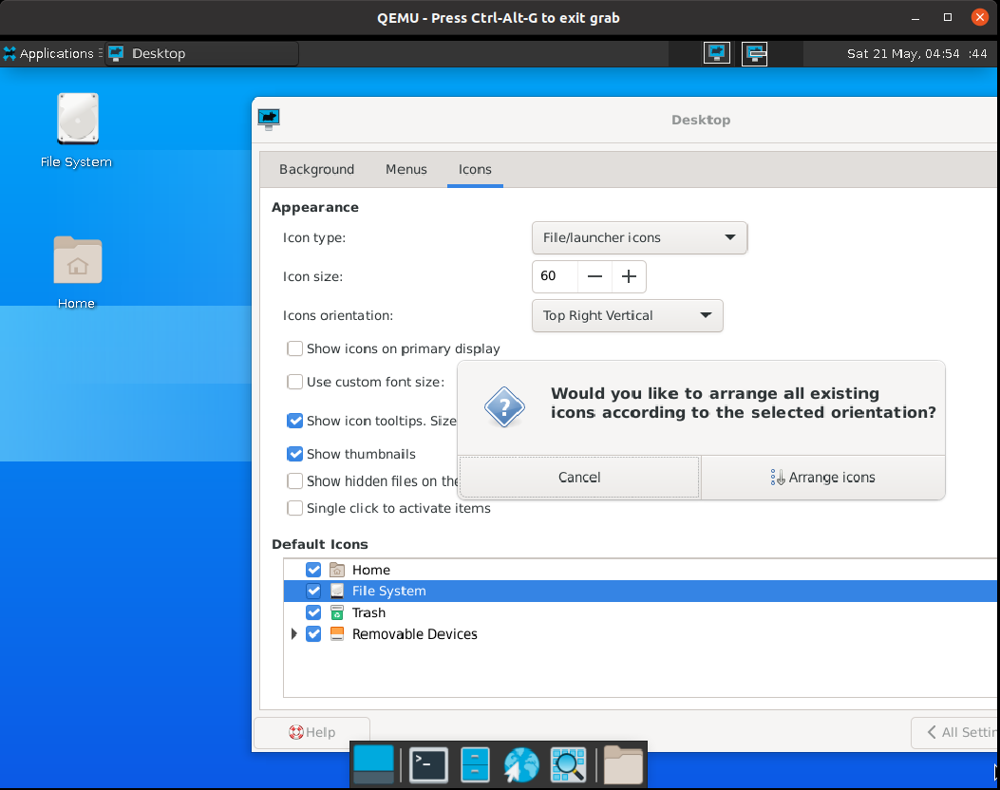 QEMU - Press Ctrl-Alt-G to exit grab
Applications
Desktop
Sat 21 May, 04:54 :44
File System
Home
Desktop
Background
Menus
Icons
Appearance
Icon type:
File/launcher icons
Icon size:
60
Icons orientation:
Top Right Vertical
Show icons on primary display
Use custom font size:
Show icon tooltips. Size
Show thumbnails
Show hidden files on the
Single click to activate items
Would you like to arrange all existing
icons according to the selected orientation?
Cancel
Arrange icons
Default Icons
Home
File System
Trash
Removable Devices
Help
All Settin